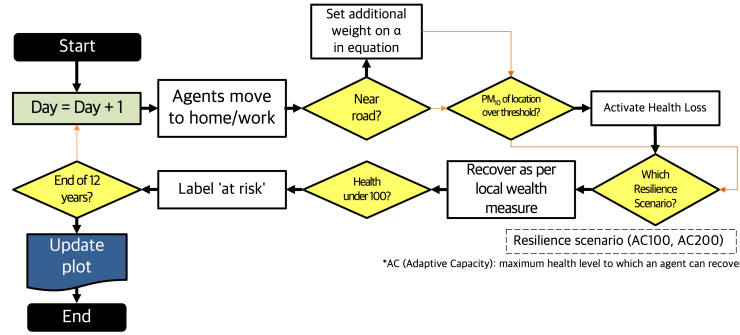 Start
Day = Day + 1
Agents move
to home/work
Near
road?
Set additional
weight on α
in equation
PM10 of location
over threshold?
Activate Health Loss
Which
Resilience
Scenario?
Recover as per
local wealth
measure
Health
under 100?
Label 'at risk'
End of 12
years?
Update
plot
End
Resilience scenario (AC100, AC200)
*AC (Adaptive Capacity): maximum health level to which an agent can recover